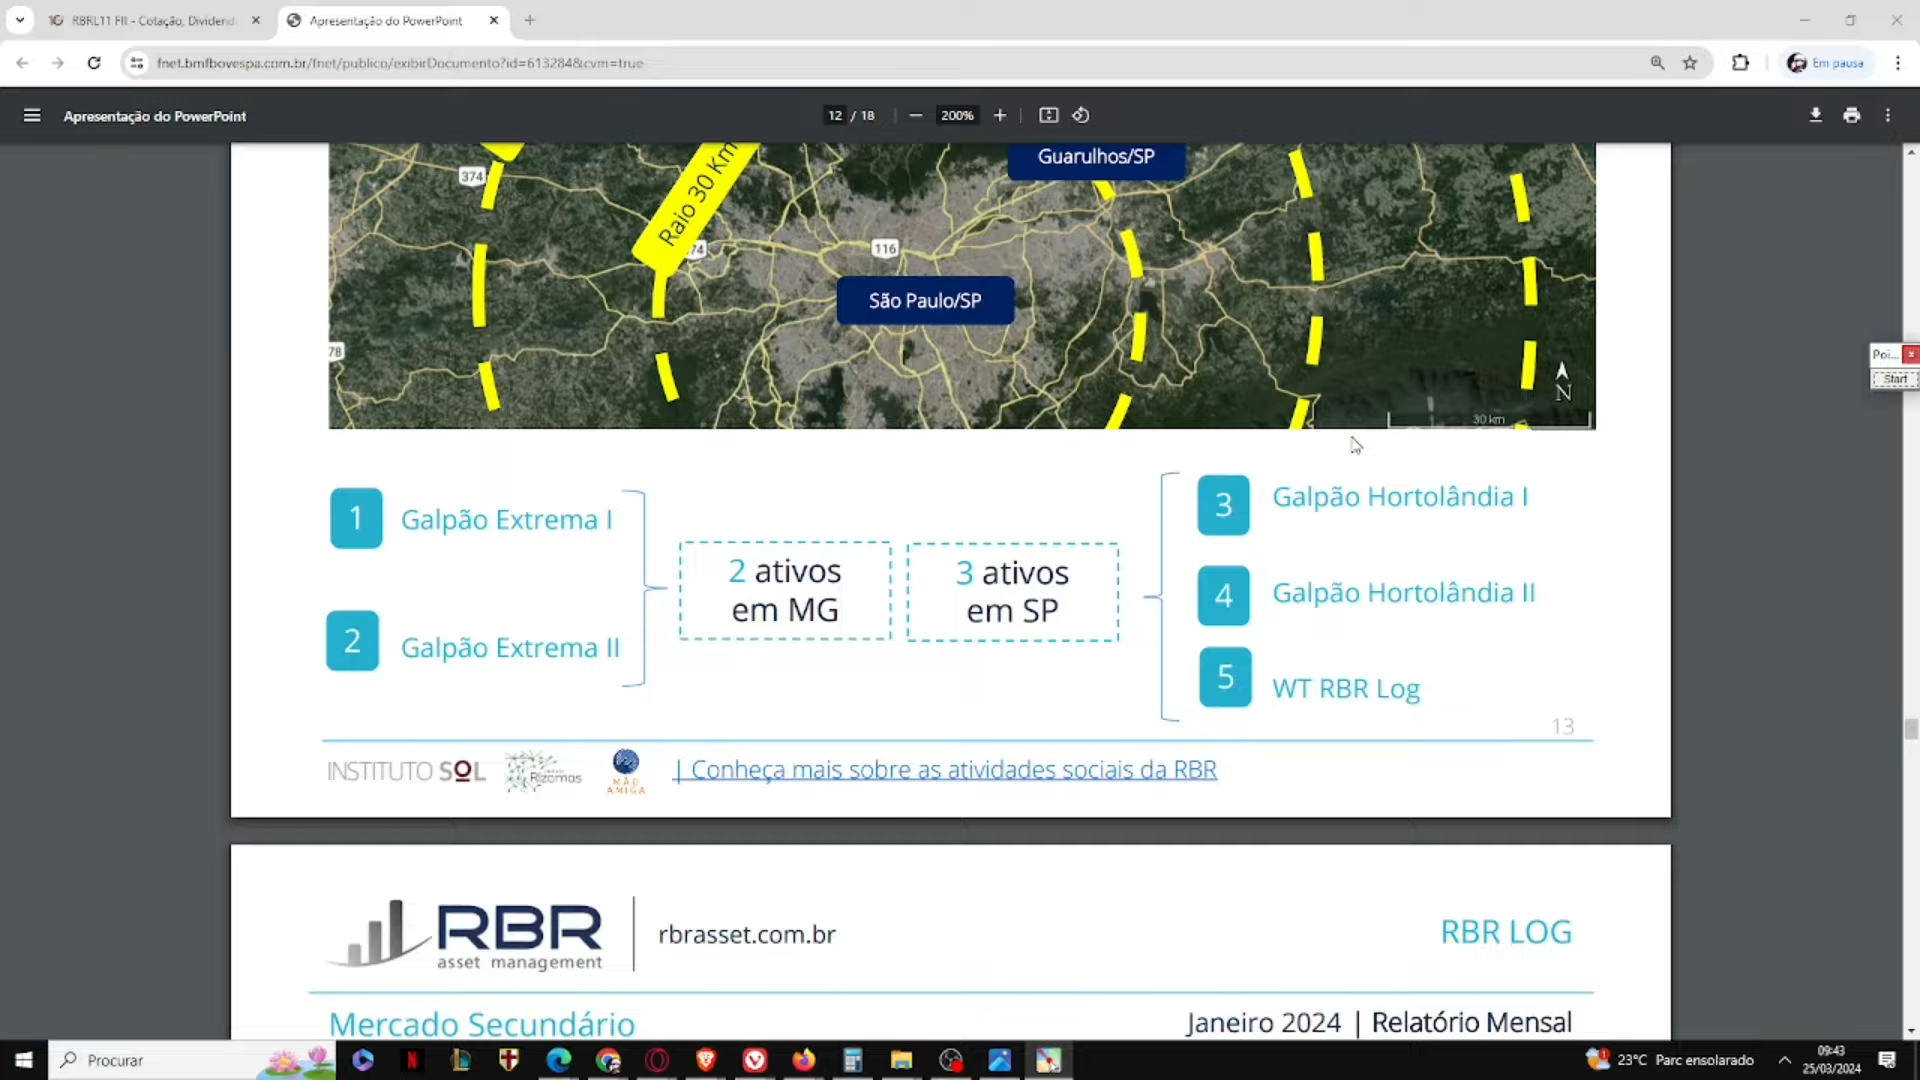 RBRL11 FII - Cotação, Dividend
Apresentação do PowerPoint
fnet.bmfbovespa.com.br/fnet/publico/exibirDocumento?id=613284&cvm=true
Em pausa
Apresentação do PowerPoint
12 / 18
200%
Guarulhos/SP
374
Raio 30 Km
74
116
São Paulo/SP
78
N
30 km
Poi...
Start
1 Galpão Extrema I
2 Galpão Extrema II
2 ativos
em MG
3 ativos
em SP
3 Galpão Hortolândia I
4 Galpão Hortolândia II
5 WT RBR Log
13
INSTITUTO SOL
Rizomas
MÃO
AMIGA
| Conheça mais sobre as atividades sociais da RBR
RBR
asset management
rbrasset.com.br
RBR LOG
Mercado Secundário
Janeiro 2024 | Relatório Mensal
Procurar
23°C Parc ensolarado
09:43
25/03/2024